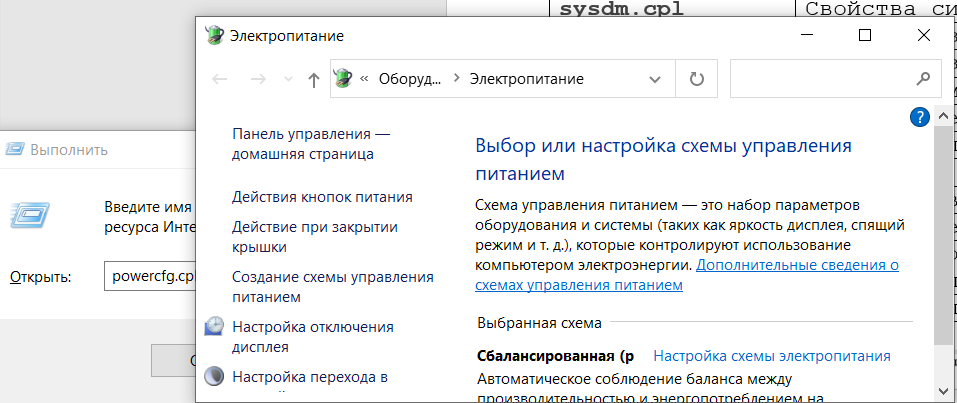 sysdm.cpl
Свойства си
Электропитание
« Оборуд... > Электропитание
Выполнить
Введите имя
ресурса Инте
Открыть:
powercfg.cp
Панель управления —
домашняя страница
Действия кнопок питания
Действие при закрытии
крышки
Создание схемы управления
питанием
Настройка отключения
дисплея
Настройка перехода в
?
Выбор или настройка схемы управления
питанием
Схема управления питанием — это набор параметров
оборудования и системы (таких как яркость дисплея, спящий
режим и т. д.), которые контролируют использование
компьютером электроэнергии. Дополнительные сведения о
схемах управления питанием
Выбранная схема
Сбалансированная (р Настройка схемы электропитания
Автоматическое соблюдение баланса между
производительностью и энергопотреблением на